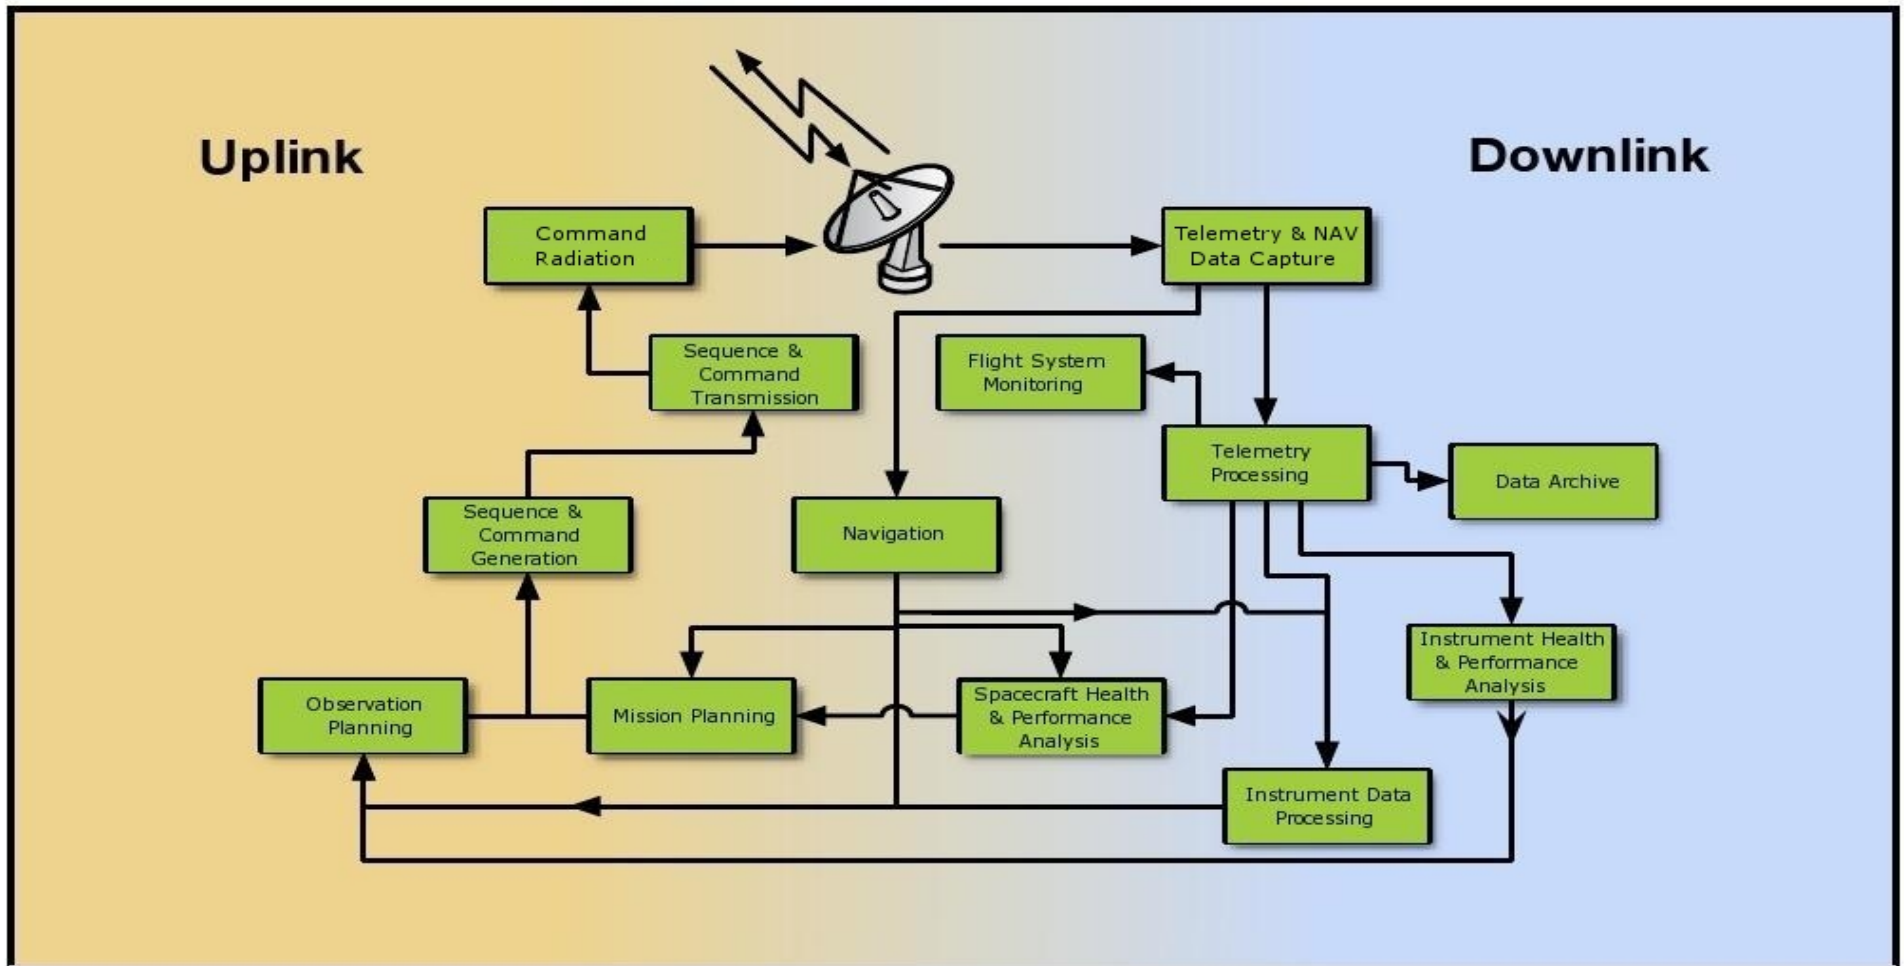 Uplink
Downlink
Command
Radiation
Telemetry & NAV
Data Capture
Sequence &
Command
Transmission
Flight System
Monitoring
Telemetry
Processing
Data Archive
Sequence &
Command
Generation
Navigation
Instrument Health
& Performance
Analysis
Observation
Planning
Mission Planning
Spacecraft Health
& Performance
Analysis
Instrument Data
Processing